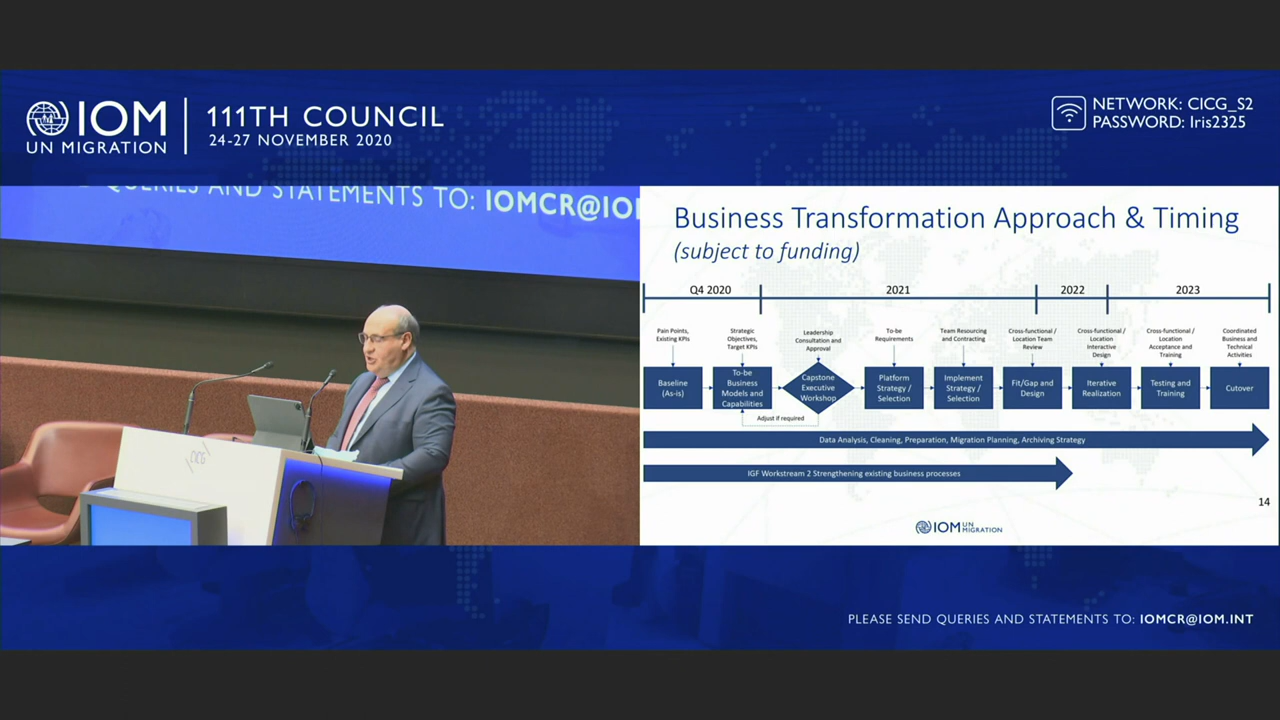 IOM
UN MIGRATION
111TH COUNCIL
24-27 NOVEMBER 2020
NETWORK: CICG_S2
PASSWORD: Iris2325
QUERIES AND STATEMENTS TO: IOMCR@IO
CICG
Business Transformation Approach & Timing
(subject to funding)
Q4 2020
2021
2022
2023
Pain Points,
Existing KPIs
Strategic
Objectives,
Target KPIs
Leadership
Consultation and
Approval
To-be
Requirements
Team Resourcing
and Contracting
Cross-functional /
Location Team
Review
Cross-functional /
Location
Interactive
Design
Cross-functional /
Location
Acceptance and
Training
Coordinated
Business and
Technical
Activities
Baseline
(As-is)
To-be
Business
Models and
Capabilities
Capstone
Executive
Workshop
Platform
Strategy /
Selection
Implement
Strategy /
Selection
Fit/Gap and
Design
Iterative
Realization
Testing and
Training
Cutover
Adjust if required
Data Analysis, Cleaning, Preparation, Migration Planning, Archiving Strategy
IGF Workstream 2 Strengthening existing business processes
14
IOM UN
MIGRATION
PLEASE SEND QUERIES AND STATEMENTS TO: IOMCR@IOM.INT